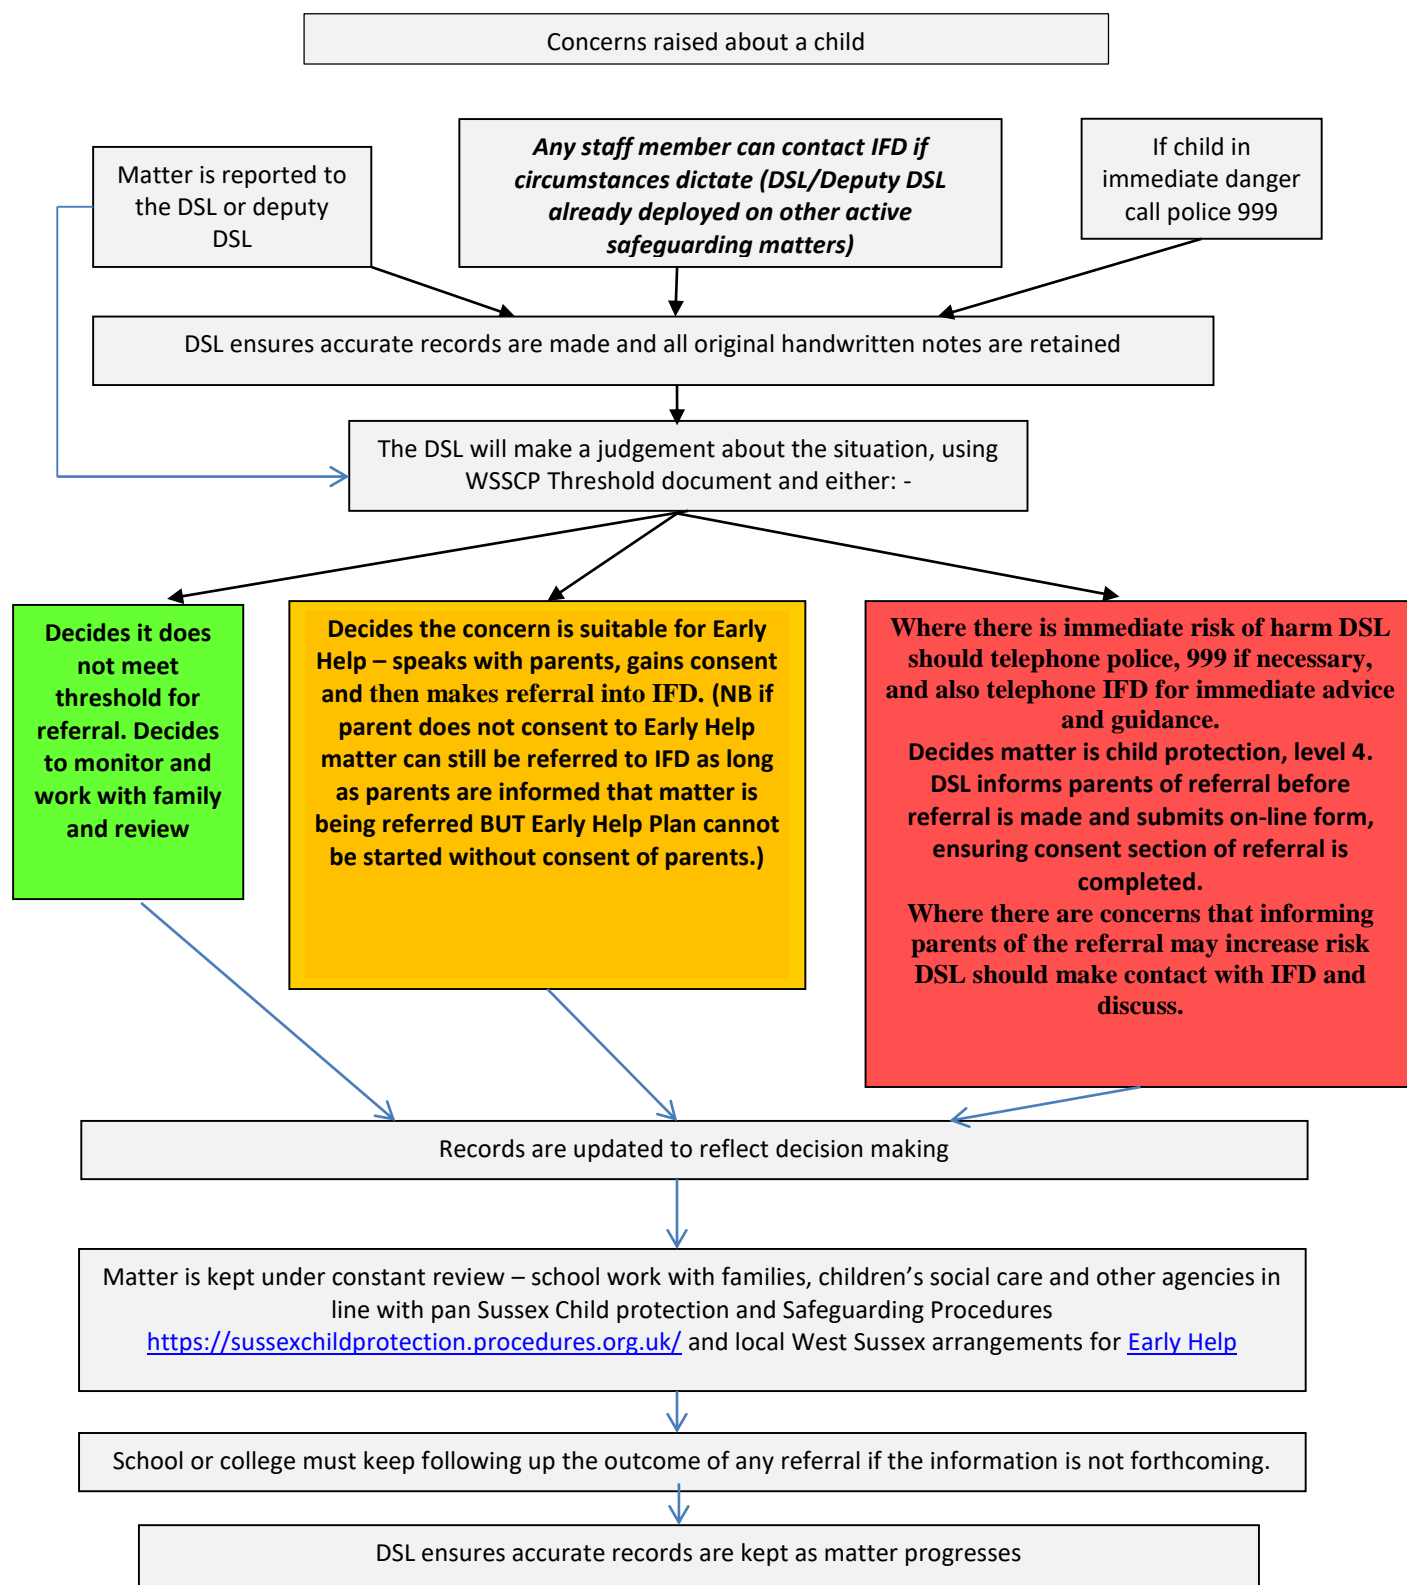 Concerns raised about a child
Matter is reported to
the DSL or deputy
DSL
Any staff member can contact IFD if
circumstances dictate (DSL/Deputy DSL
already deployed on other active
safeguarding matters)
If child in
immediate danger
call police 999
DSL ensures accurate records are made and all original handwritten notes are retained
The DSL will make a judgement about the situation, using
WSSCP Threshold document and either: -
Decides it does
not meet
threshold for
referral. Decides
to monitor and
work with family
and review
Decides the concern is suitable for Early
Help – speaks with parents, gains consent
and then makes referral into IFD. (NB if
parent does not consent to Early Help
matter can still be referred to IFD as long
as parents are informed that matter is
being referred BUT Early Help Plan cannot
be started without consent of parents.)
Where there is immediate risk of harm DSL
should telephone police, 999 if necessary,
and also telephone IFD for immediate advice
and guidance.
Decides matter is child protection, level 4.
DSL informs parents of referral before
referral is made and submits on-line form,
ensuring consent section of referral is
completed.
Where there are concerns that informing
parents of the referral may increase risk
DSL should make contact with IFD and
discuss.
Records are updated to reflect decision making
Matter is kept under constant review – school work with families, children’s social care and other agencies in
line with pan Sussex Child protection and Safeguarding Procedures
https://sussexchildprotection.procedures.org.uk/ and local West Sussex arrangements for Early Help
School or college must keep following up the outcome of any referral if the information is not forthcoming.
DSL ensures accurate records are kept as matter progresses